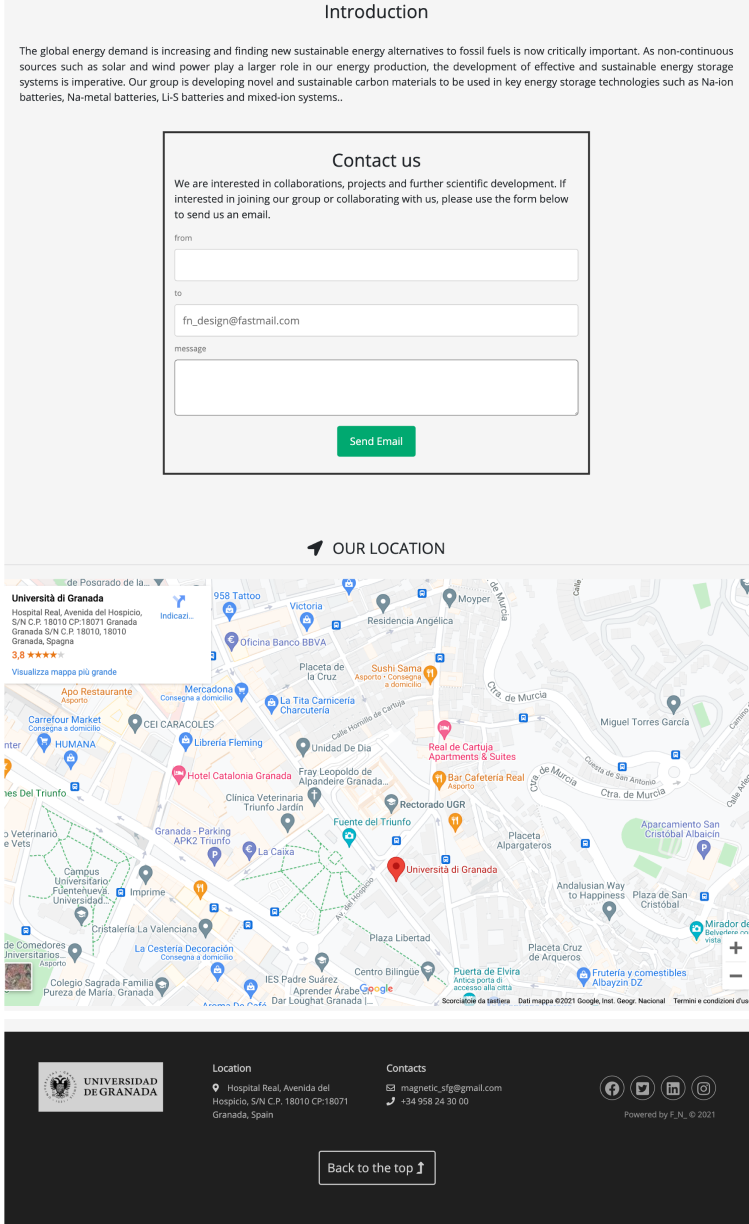 Introduction
The global energy demand is increasing and finding new sustainable energy alternatives to fossil fuels is now critically important. As non-continuous
sources such as solar and wind power play a larger role in our energy production, the development of effective and sustainable energy storage
systems is imperative. Our group is developing novel and sustainable carbon materials to be used in key energy storage technologies such as Na-ion
batteries, Na-metal batteries, Li-S batteries and mixed-ion systems..
Contact us
We are interested in collaborations, projects and further scientific development. If
interested in joining our group or collaborating with us, please use the form below
to send us an email.
from
to
fn_design@fastmail.com
message
Send Email
OUR LOCATION
de Posgrado de la...
Università di Granada
Hospital Real, Avenida del Hospicio,
S/N C.P. 18010 CP:18071 Granada
Granada S/N C.P. 18010, 18010
Granada, Spagna
3,8
Visualizza mappa più grande
Indicazi...
958 Tattoo
Victoria
Moyper
de Murcia
Calle
Residencia Angélica
Oficina Banco BBVA
Placeta de
la Cruz
Sushi Sama
Asporto • Consegna
a domicilio
Ctra. de Murcia
Apo Restaurante
Asporto
Mercadona
Consegna a domicilio
La Tita Carnicería
Charcutería
Carrefour Market
Consegna a domicilio
CEI CARACOLES
Calle Hornillo de Cartuja
Miguel Torres García
Camino
nter
HUMANA
Librería Fleming
Unidad De Dia
Real de Cartuja
Apartments & Suites
Hotel Catalonia Granada
Fray Leopoldo de
Alpandeire Granada...
Bar Cafetería Real
Asporto
Ctra. de Murcia
Cuesta de San Antonio
Ctra. de Murcia
nes Del Triunfo
Clínica Veterinaria
Triunfo Jardín
Rectorado UGR
Fuente del Triunfo
Aparcamiento San
Cristóbal Albaicín
o Veterinario
e Vets
Granada - Parking
APK2 Triunfo
La Caixa
Placeta
Alpargateros
Università di Granada
Campus
Universitario
Fuentenueva.
Universidad...
Imprime
Av. del Hospicio
Andalusian Way
to Happiness
Plaza de San
Cristóbal
Cristalería La Valenciana
Plaza Libertad
Mirador de
Belvedere con
vista
de Comedores
Universitarios...
Asporto
La Cestería Decoración
Consegna a domicilio
Placeta Cruz
de Arqueros
Colegio Sagrada Familia
Pureza de María. Granada
IES Padre Suárez
Centro Bilingüe
Puerta de Elvira
Antica porta di
accesso alla città
Frutería y comestibles
Albayzin DZ
Aroma De Café
Aprender Árabe en
Dar Loughat Granada |...
Google
Scorciatoie da tastiera Dati mappa ©2021 Google, Inst. Geogr. Nacional Termini e condizioni d'uso
UNIVERSIDAD
DE GRANADA
Location
Hospital Real, Avenida del
Hospicio, S/N C.P. 18010 CP:18071
Granada, Spain
Contacts
magnetic_sfg@gmail.com
+34 958 24 30 00
Powered by F_N_ © 2021
Back to the top